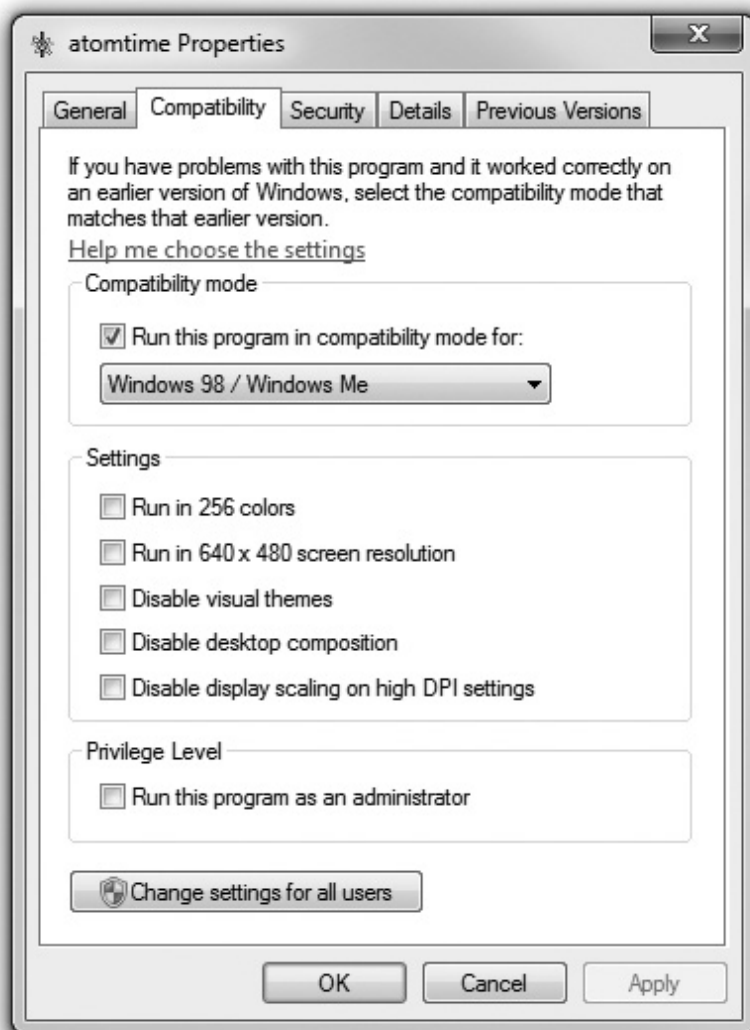 atomtime Properties
General Compatibility Security Details Previous Versions
If you have problems with this program and it worked correctly on
an earlier version of Windows, select the compatibility mode that
matches that earlier version.
Help me choose the settings
Compatibility mode
Run this program in compatibility mode for:
Windows 98 / Windows Me
Settings
Run in 256 colors
Run in 640 x 480 screen resolution
Disable visual themes
Disable desktop composition
Disable display scaling on high DPI settings
Privilege Level
Run this program as an administrator
Change settings for all users
OK Cancel Apply